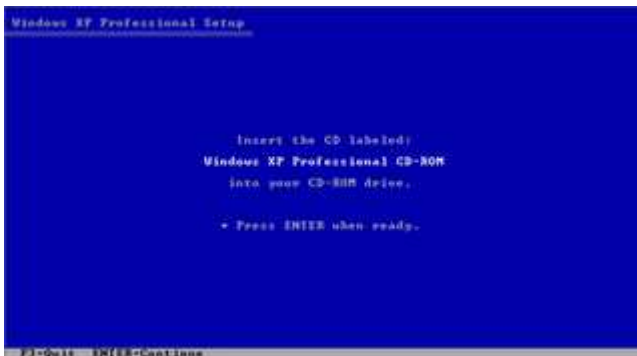 Windows XP Professional Setup
Insert the CD labeled:
Windows XP Professional CD-ROM
into your CD-ROM drive.
* Press ENTER when ready.
F3=Quit ENTER=Continue